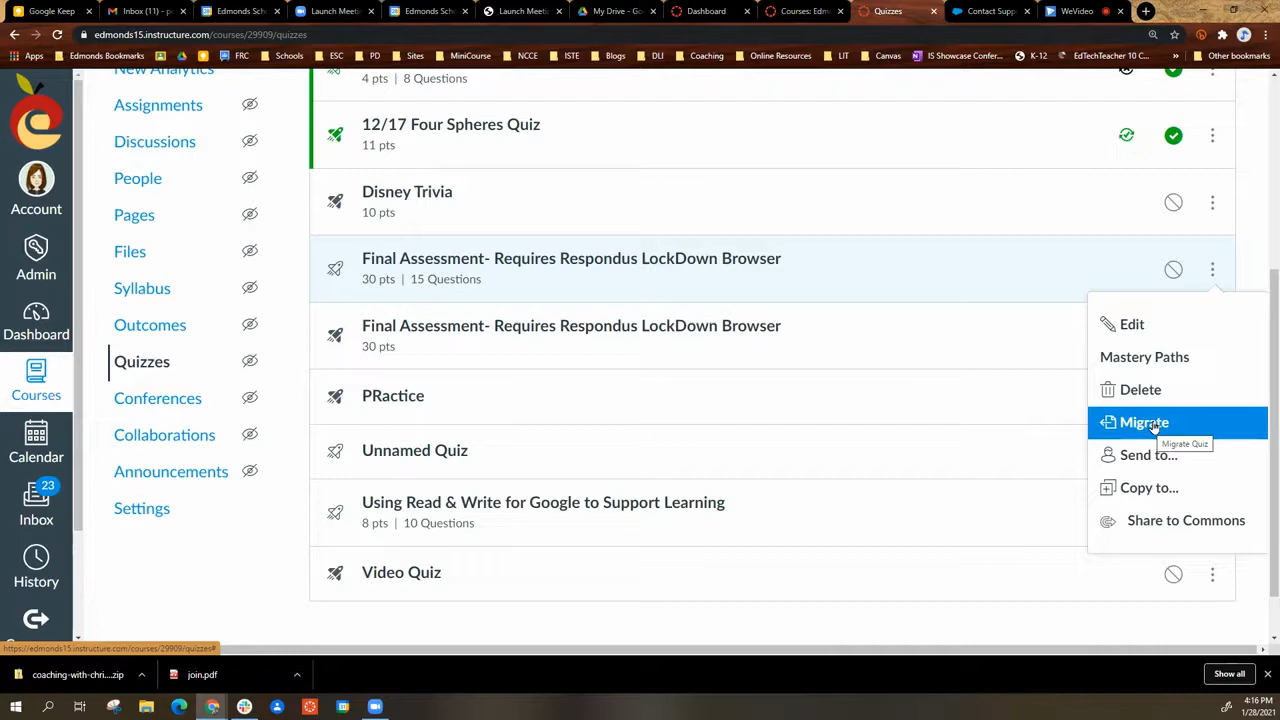 Google Keep
Inbox (11) - p
Edmonds Sch
Launch Meeti
Edmonds Sch
Launch Meeti
My Drive - Go
Dashboard
Courses: Edm
Quizzes
Contact Supp
WeVideo
edmonds15.instructure.com/courses/29909/quizzes
Apps
Edmonds Bookmarks
FRC
Schools
ESC
PD
Sites
MiniCourse
NCCE
ITE
Blogs
DLI
Coaching
Online Resources
LIT
Canvas
IS Showcase Confer...
K-12
EdTechTeacher 10 C...
Other bookmarks
Account
Admin
Dashboard
Courses
Calendar
23
Inbox
History
New Analytics
Assignments
Discussions
People
Pages
Files
Syllabus
Outcomes
Quizzes
Conferences
Collaborations
Announcements
Settings
4 pts | 8 Questions
12/17 Four Spheres Quiz
11 pts
Disney Trivia
10 pts
Final Assessment- Requires Respondus LockDown Browser
30 pts | 15 Questions
Final Assessment- Requires Respondus LockDown Browser
30 pts
PRactice
Unnamed Quiz
Using Read & Write for Google to Support Learning
8 pts | 10 Questions
Video Quiz
Edit
Mastery Paths
Delete
Migrate
Migrate Quiz
Send to...
Copy to...
Share to Commons
https://edmonds15.instructure.com/courses/29909/quizzes#
coaching-with-chri....zip
join.pdf
Show all
4:16 PM
1/28/2021